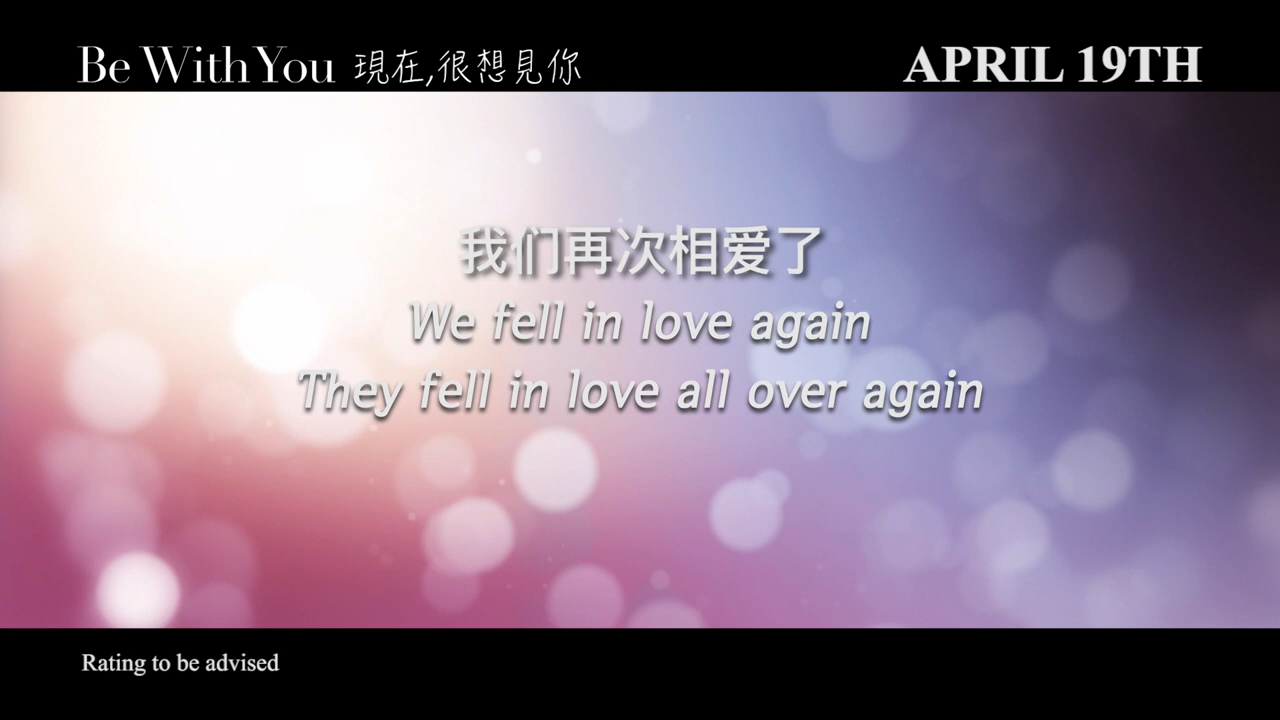 Be With You 現在,很想見你
APRIL 19TH
我们再次相爱了
We fell in love again
They fell in love all over again
Rating to be advised